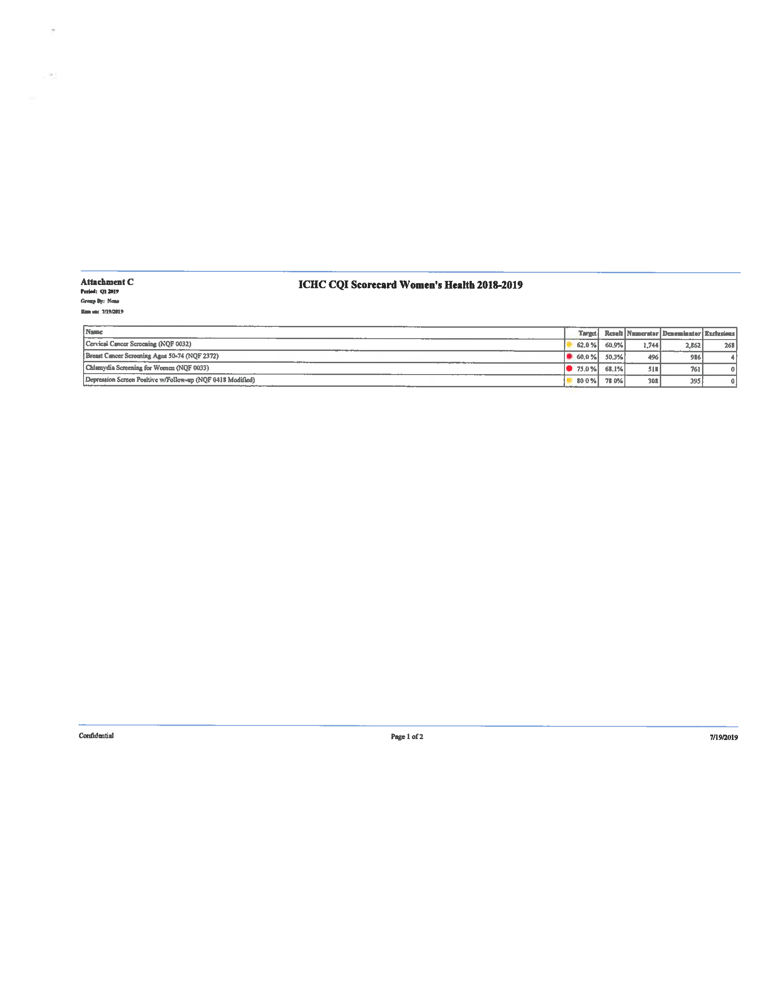 Attachment C
ICHC CQI Scorecard Women's Health 2018-2019
Period: Q1 2019
Group By: None
Run on: 7/19/2019
Name Target Result Numerator Denominator Exclusions
Cervical Cancer Screening (NQF 0032) 62.0 % 60.9% 1,744 2,862 268
Breast Cancer Screening Ages 50-74 (NQF 2372) 60.0 % 50.3% 496 986 4
Chlamydia Screening for Women (NQF 0033) 75.0 % 68.1% 518 761 0
Depression Screen Positive w/Follow-up (NQF 0418 Modified) 80 0 % 78 0% 308 395 0
Confidential Page 1 of 2 7/19/2019